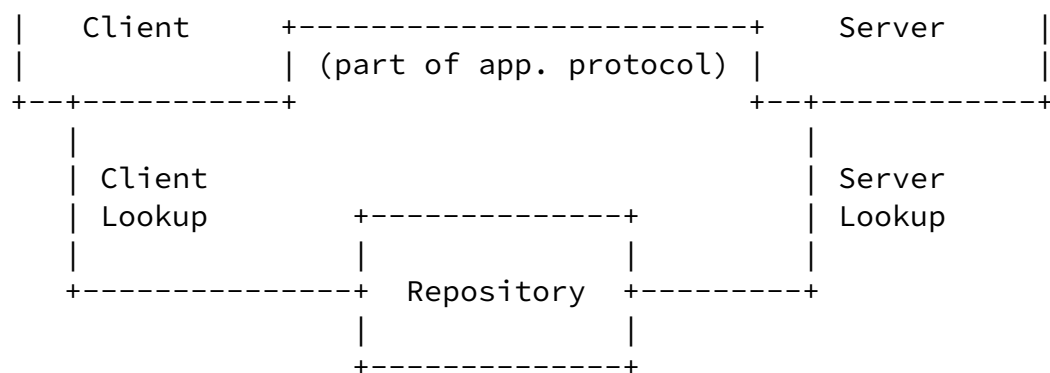 | Client +-------------------------+ Server |
| | (part of app. protocol) | |
+--+-----------+ +--+------------+
| |
| Client | Server
| Lookup +--------------+ | Lookup
| | | |
+---------------+ Repository +---------+
| |
+--------------+